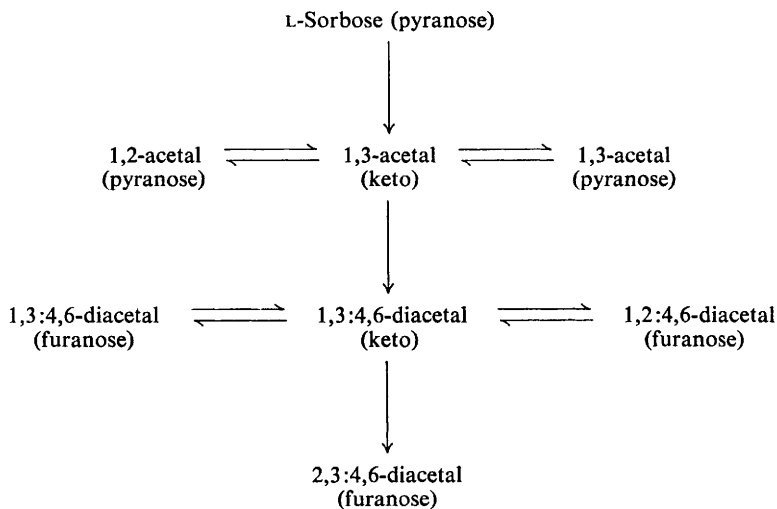 L-Sorbose (pyranose)
1,2-acetal
(pyranose)
1,3-acetal
(keto)
1,3-acetal
(pyranose)
1,3:4,6-diacetal
(furanose)
1,3:4,6-diacetal
(keto)
1,2:4,6-diacetal
(furanose)
2,3:4,6-diacetal
(furanose)